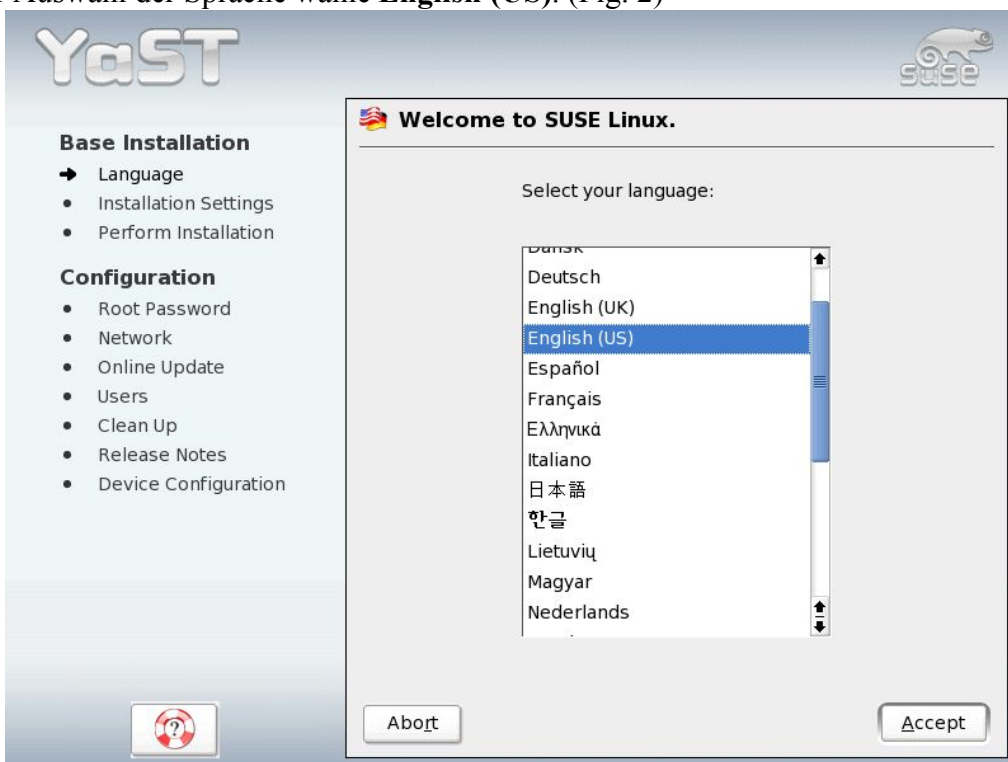 Auswahl der Sprache wähle English (US). (Fig. 2)
YaST
SUSE
Base Installation
Language
Installation Settings
Perform Installation
Configuration
Root Password
Network
Online Update
Users
Clean Up
Release Notes
Device Configuration
Welcome to SUSE Linux.
Select your language:
Dansk
Deutsch
English (UK)
English (US)
Español
Français
Ελληνικά
Italiano
日本語
한글
Lietuvių
Magyar
Nederlands
?
Abort
Accept